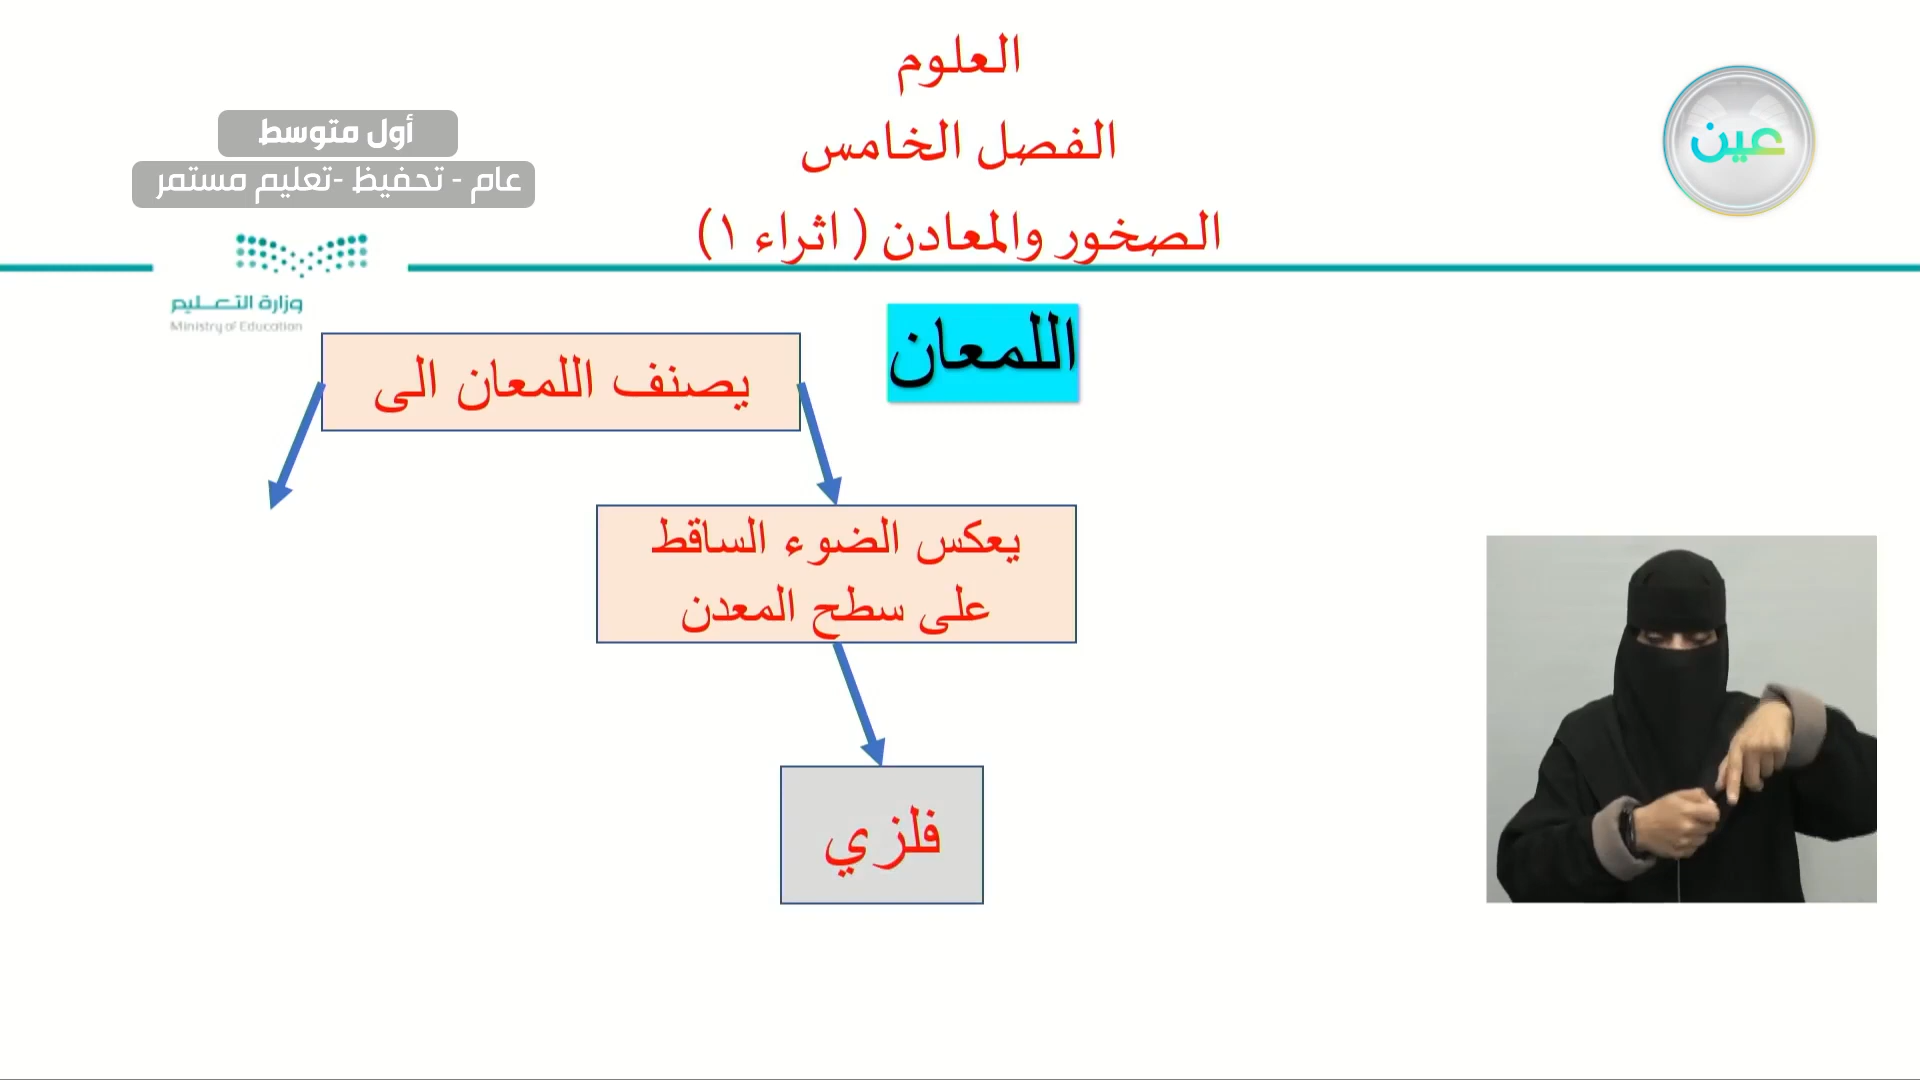 العلوم
الفصل الخامس
الصخور والمعادن ( اثراء ١)
عين
أول متوسط
عام - تحفيظ -تعليم مستمر
وزارة التعليم
Ministry of Education
اللمعان
يصنف اللمعان الى
يعكس الضوء الساقط
على سطح المعدن
فلزي